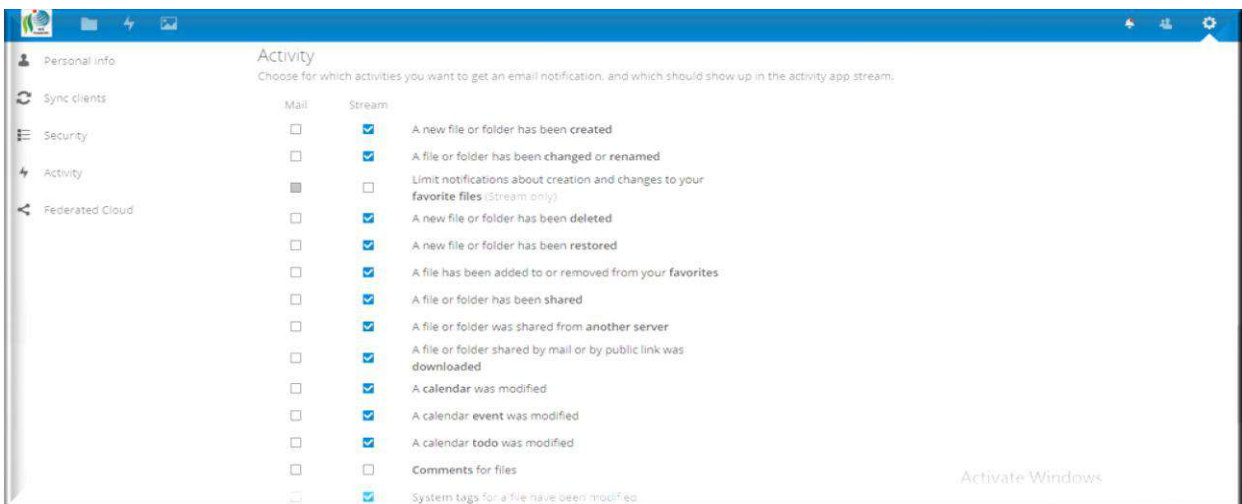 Personal info
Sync clients
Security
Activity
Federated Cloud
Activity
Choose for which activities you want to get an email notification, and which should show up in the activity app stream.
Mail Stream
A new file or folder has been created
A file or folder has been changed or renamed
Limit notifications about creation and changes to your
favorite files (Stream only)
A new file or folder has been deleted
A new file or folder has been restored
A file has been added to or removed from your favorites
A file or folder has been shared
A file or folder was shared from another server
A file or folder shared by mail or by public link was
downloaded
A calendar was modified
A calendar event was modified
A calendar todo was modified
Comments for files
System tags for a file have been modified
Activate Windows